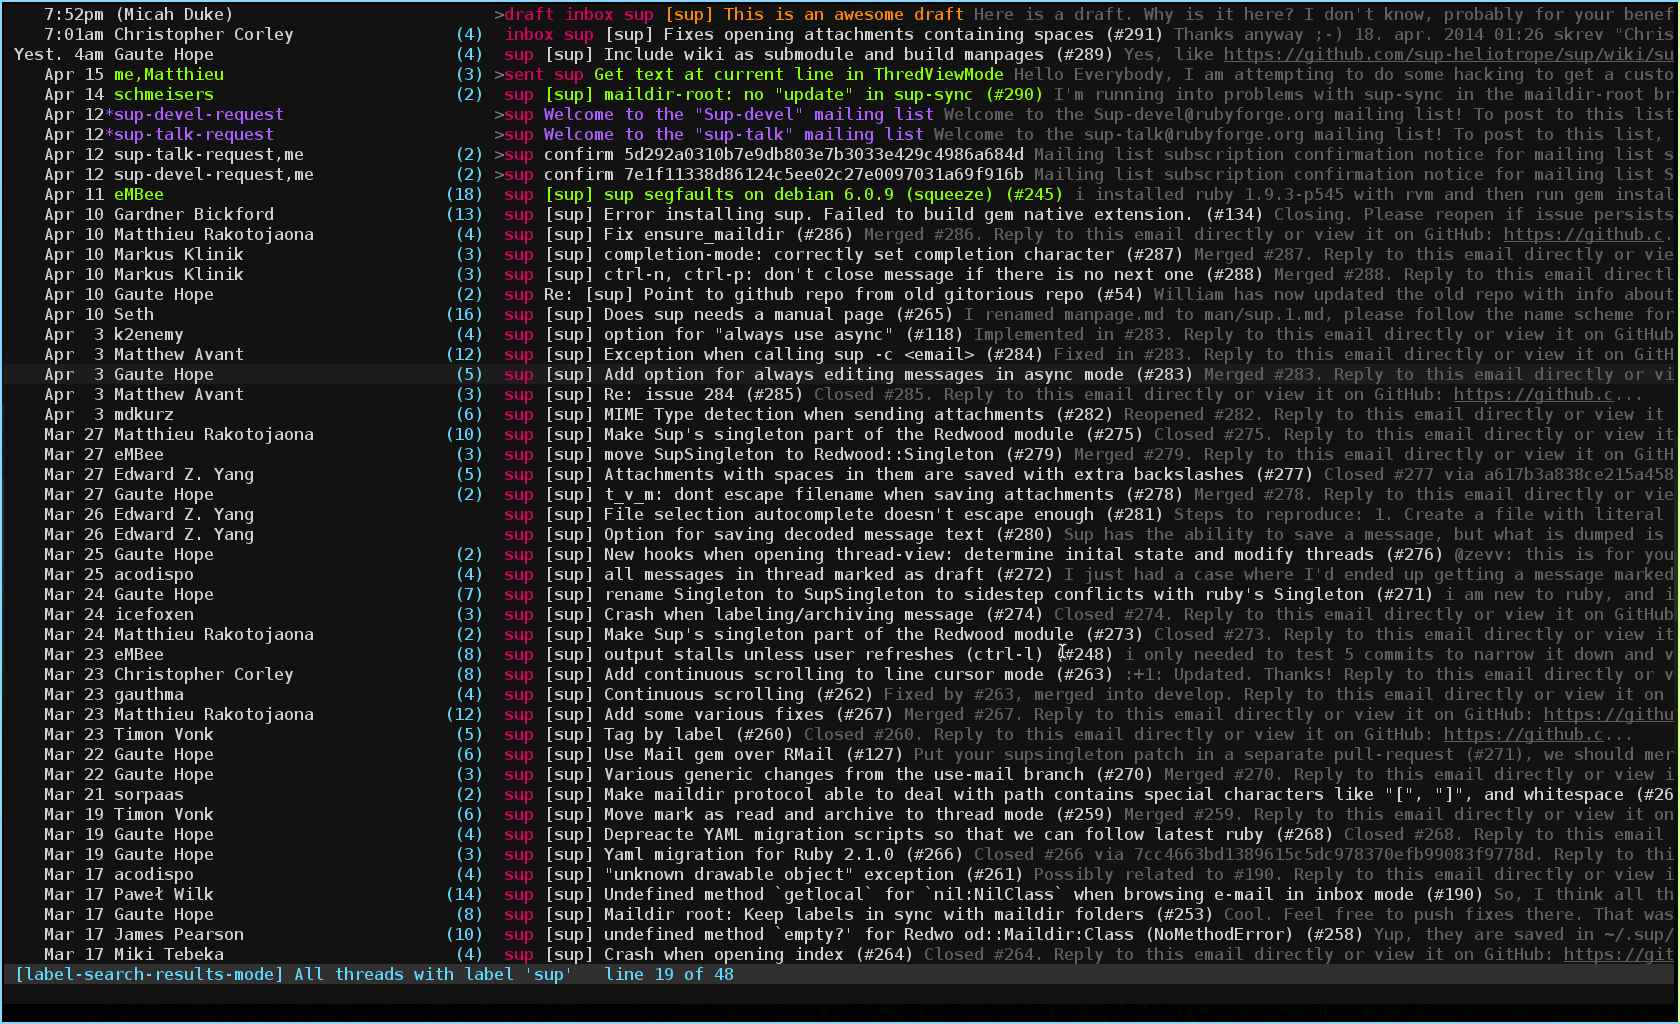 7:52pm (Micah Duke) >draft inbox sup [sup] This is an awesome draft Here is a draft. Why is it here? I don't know, probably for your benef
7:01am Christopher Corley (4) inbox sup [sup] Fixes opening attachments containing spaces (#291) Thanks anyway ;-) 18. apr. 2014 01:26 skrev "Chris
Yest. 4am Gaute Hope (4) sup [sup] Include wiki as submodule and build manpages (#289) Yes, like https://github.com/sup-heliotrope/sup/wiki/su
Apr 15 me,Matthieu (3) >sent sup Get text at current line in ThredViewMode Hello Everybody, I am attempting to do some hacking to get a custo
Apr 14 schmeisers (2) sup [sup] maildir-root: no "update" in sup-sync (#290) I'm running into problems with sup-sync in the maildir-root br
Apr 12*sup-devel-request >sup Welcome to the "Sup-devel" mailing list Welcome to the Sup-devel@rubyforge.org mailing list! To post to this list
Apr 12*sup-talk-request >sup Welcome to the "sup-talk" mailing list Welcome to the sup-talk@rubyforge.org mailing list! To post to this list,
Apr 12 sup-talk-request,me (2) >sup confirm 5d292a0310b7e9db803e7b3033e429c4986a684d Mailing list subscription confirmation notice for mailing list s
Apr 12 sup-devel-request,me (2) >sup confirm 7e1f11338d86124c5ee02c27e0097031a69f916b Mailing list subscription confirmation notice for mailing list S
Apr 11 eMBee (18) sup [sup] sup segfaults on debian 6.0.9 (squeeze) (#245) i installed ruby 1.9.3-p545 with rvm and then run gem instal
Apr 10 Gardner Bickford (13) sup [sup] Error installing sup. Failed to build gem native extension. (#134) Closing. Please reopen if issue persists
Apr 10 Matthieu Rakotojaona (4) sup [sup] Fix ensure_maildir (#286) Merged #286. Reply to this email directly or view it on GitHub: https://github.c.
Apr 10 Markus Klinik (3) sup [sup] completion-mode: correctly set completion character (#287) Merged #287. Reply to this email directly or vie
Apr 10 Markus Klinik (3) sup [sup] ctrl-n, ctrl-p: don't close message if there is no next one (#288) Merged #288. Reply to this email directl
Apr 10 Gaute Hope (2) sup Re: [sup] Point to github repo from old gitorious repo (#54) William has now updated the old repo with info about
Apr 10 Seth (16) sup [sup] Does sup needs a manual page (#265) I renamed manpage.md to man/sup.1.md, please follow the name scheme for
Apr 3 k2enemy (4) sup [sup] option for "always use async" (#118) Implemented in #283. Reply to this email directly or view it on GitHub
Apr 3 Matthew Avant (12) sup [sup] Exception when calling sup -c <email> (#284) Fixed in #283. Reply to this email directly or view it on GitH
Apr 3 Gaute Hope (5) sup [sup] Add option for always editing messages in async mode (#283) Merged #283. Reply to this email directly or vi
Apr 3 Matthew Avant (3) sup [sup] Re: issue 284 (#285) Closed #285. Reply to this email directly or view it on GitHub: https://github.c...
Apr 3 mdkurz (6) sup [sup] MIME Type detection when sending attachments (#282) Reopened #282. Reply to this email directly or view it
Mar 27 Matthieu Rakotojaona (10) sup [sup] Make Sup's singleton part of the Redwood module (#275) Closed #275. Reply to this email directly or view it
Mar 27 eMBee (3) sup [sup] move SupSingleton to Redwood::Singleton (#279) Merged #279. Reply to this email directly or view it on GitH
Mar 27 Edward Z. Yang (5) sup [sup] Attachments with spaces in them are saved with extra backslashes (#277) Closed #277 via a617b3a838ce215a458
Mar 27 Gaute Hope (2) sup [sup] t_v_m: dont escape filename when saving attachments (#278) Merged #278. Reply to this email directly or vie
Mar 26 Edward Z. Yang sup [sup] File selection autocomplete doesn't escape enough (#281) Steps to reproduce: 1. Create a file with literal
Mar 26 Edward Z. Yang sup [sup] Option for saving decoded message text (#280) Sup has the ability to save a message, but what is dumped is
Mar 25 Gaute Hope (2) sup [sup] New hooks when opening thread-view: determine inital state and modify threads (#276) @zevv: this is for you
Mar 25 acodispo (4) sup [sup] all messages in thread marked as draft (#272) I just had a case where I'd ended up getting a message marked
Mar 24 Gaute Hope (7) sup [sup] rename Singleton to SupSingleton to sidestep conflicts with ruby's Singleton (#271) i am new to ruby, and i
Mar 24 icefoxen (3) sup [sup] Crash when labeling/archiving message (#274) Closed #274. Reply to this email directly or view it on GitHub
Mar 24 Matthieu Rakotojaona (2) sup [sup] Make Sup's singleton part of the Redwood module (#273) Closed #273. Reply to this email directly or view it
Mar 23 eMBee (8) sup [sup] output stalls unless user refreshes (ctrl-l) (#248) i only needed to test 5 commits to narrow it down and v
Mar 23 Christopher Corley (8) sup [sup] Add continuous scrolling to line cursor mode (#263) :+1: Updated. Thanks! Reply to this email directly or v
Mar 23 gauthma (4) sup [sup] Continuous scrolling (#262) Fixed by #263, merged into develop. Reply to this email directly or view it on
Mar 23 Matthieu Rakotojaona (12) sup [sup] Add some various fixes (#267) Merged #267. Reply to this email directly or view it on GitHub: https://githu
Mar 23 Timon Vonk (5) sup [sup] Tag by label (#260) Closed #260. Reply to this email directly or view it on GitHub: https://github.c...
Mar 22 Gaute Hope (6) sup [sup] Use Mail gem over RMail (#127) Put your supsingleton patch in a separate pull-request (#271), we should mer
Mar 22 Gaute Hope (3) sup [sup] Various generic changes from the use-mail branch (#270) Merged #270. Reply to this email directly or view i
Mar 21 sorpaas (2) sup [sup] Make maildir protocol able to deal with path contains special characters like "[", "]", and whitespace (#26
Mar 19 Timon Vonk (6) sup [sup] Move mark as read and archive to thread mode (#259) Merged #259. Reply to this email directly or view it on
Mar 19 Gaute Hope (4) sup [sup] Depreacte YAML migration scripts so that we can follow latest ruby (#268) Closed #268. Reply to this email
Mar 19 Gaute Hope (3) sup [sup] Yaml migration for Ruby 2.1.0 (#266) Closed #266 via 7cc4663bd1389615c5dc978370efb99083f9778d. Reply to thi
Mar 17 acodispo (4) sup [sup] "unknown drawable object" exception (#261) Possibly related to #190. Reply to this email directly or view i
Mar 17 Paweł Wilk (14) sup [sup] Undefined method `getlocal` for `nil:NilClass` when browsing e-mail in inbox mode (#190) So, I think all th
Mar 17 Gaute Hope (8) sup [sup] Maildir root: Keep labels in sync with maildir folders (#253) Cool. Feel free to push fixes there. That was
Mar 17 James Pearson (10) sup [sup] undefined method `empty?' for Redwo od::Maildir:Class (NoMethodError) (#258) Yup, they are saved in ~/.sup/
Mar 17 Miki Tebeka (4) sup [sup] Crash when opening index (#264) Closed #264. Reply to this email directly or view it on GitHub: https://git
[label-search-results-mode] All threads with label 'sup' line 19 of 48